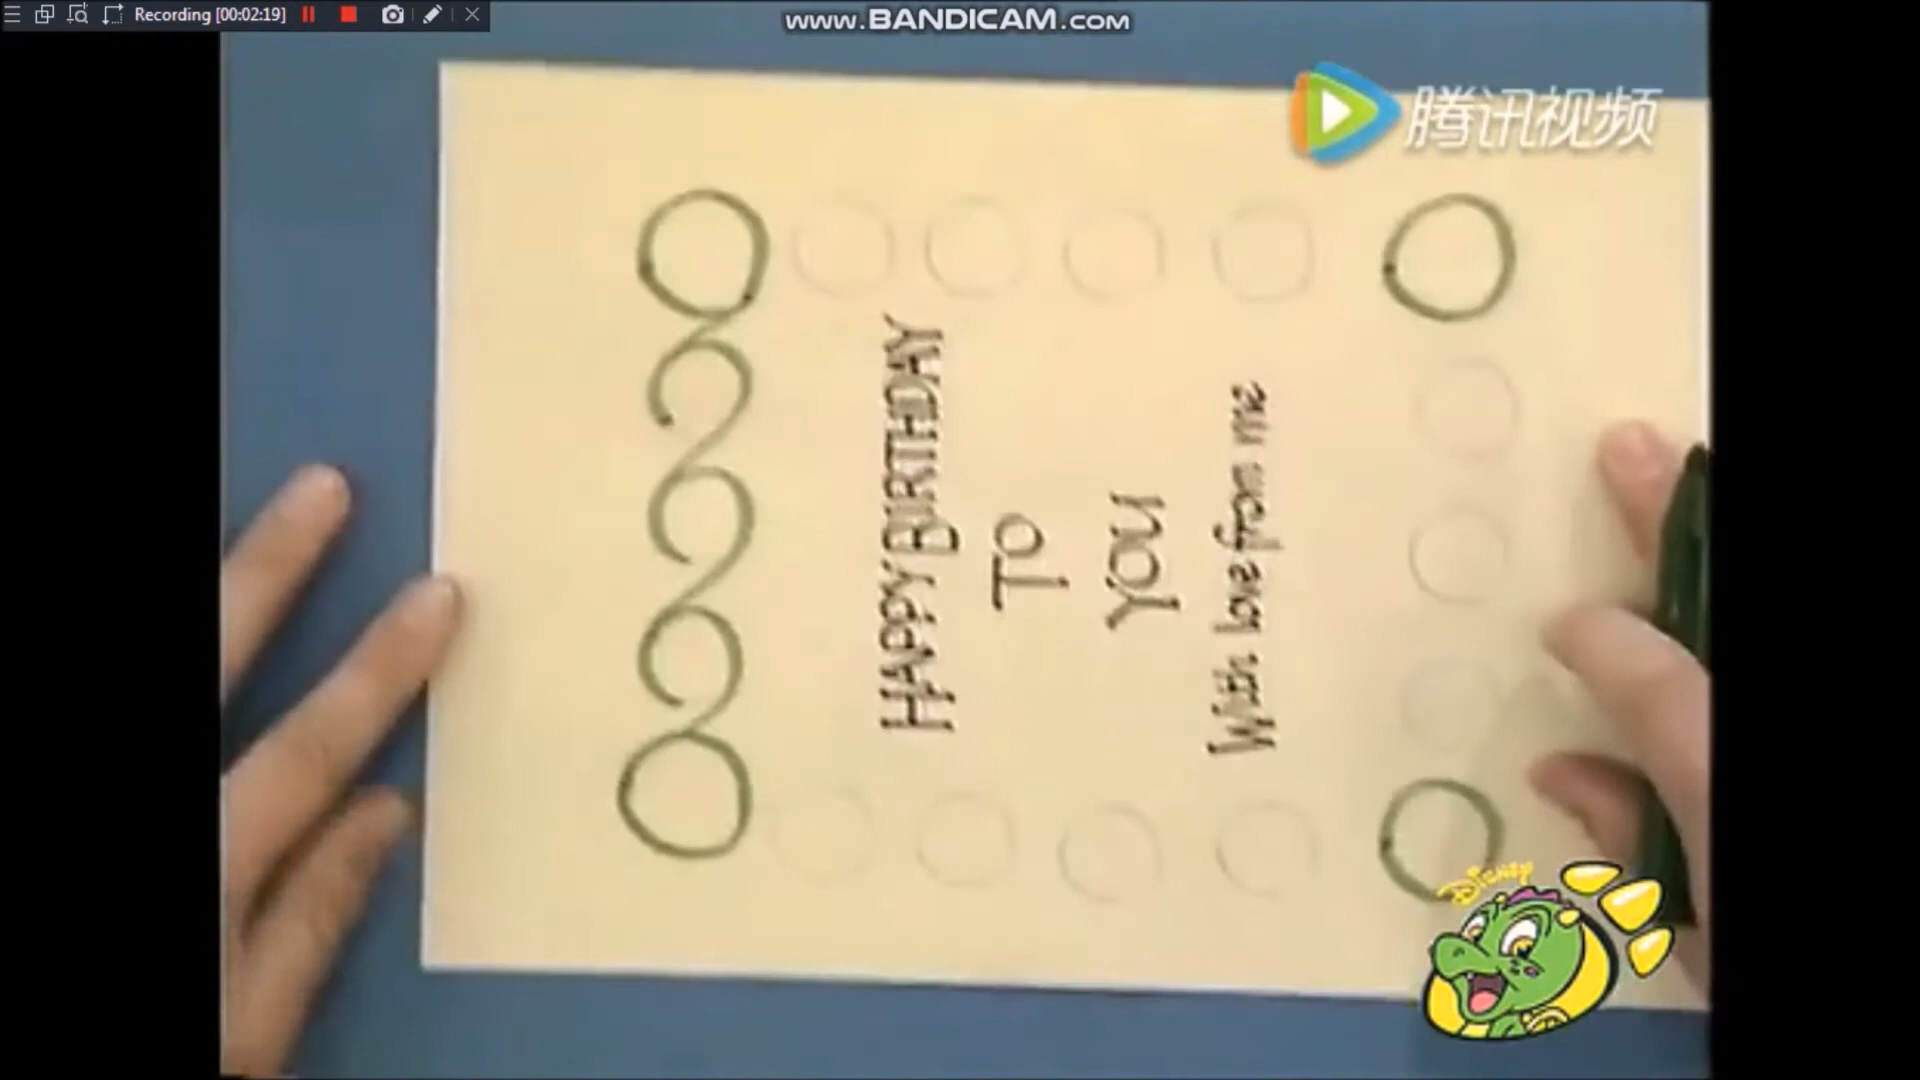 Recording [00:02:19]
www.BANDICAM.com
腾讯视频
HAPPY BIRTHDAY
TO
YOU
With love from me
Disney